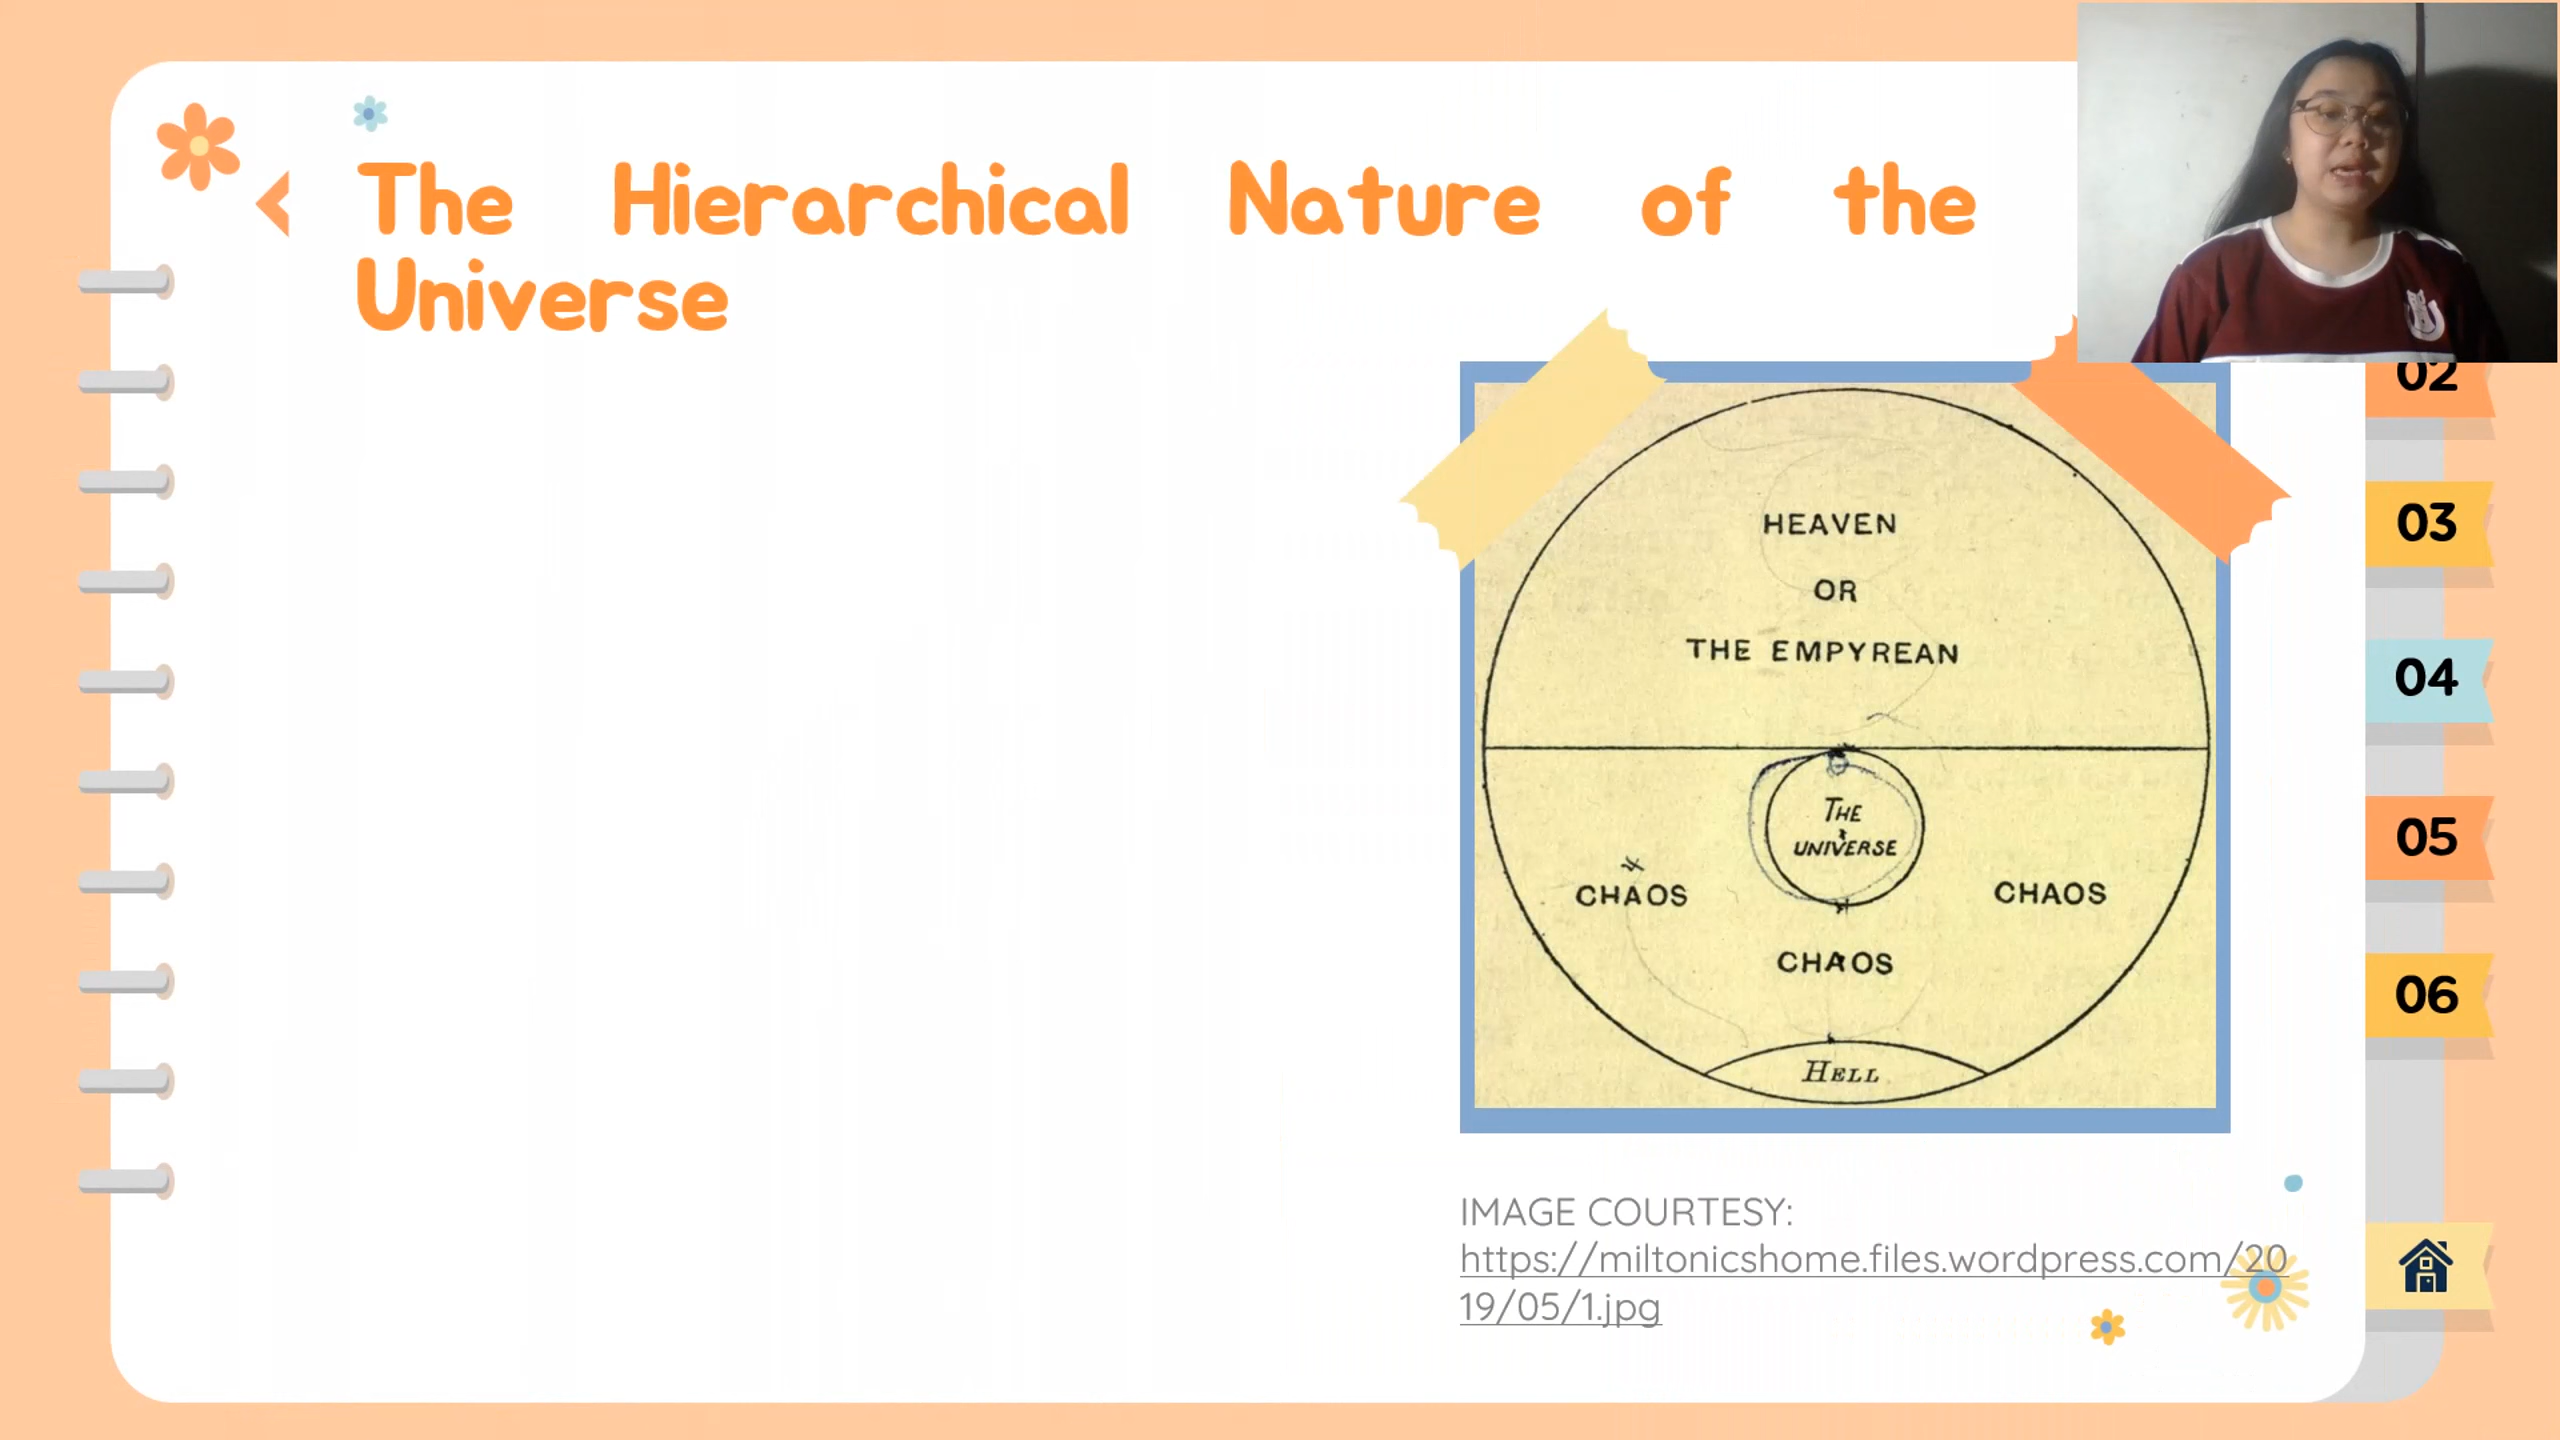 The Hierarchical Nature of the
Universe
HEAVEN
OR
THE EMPYREAN
THE
UNIVERSE
CHAOS
CHAOS
CHAOS
HELL
IMAGE COURTESY:
https://miltonicshome.files.wordpress.com/20
19/05/1.jpg
02
03
04
05
06